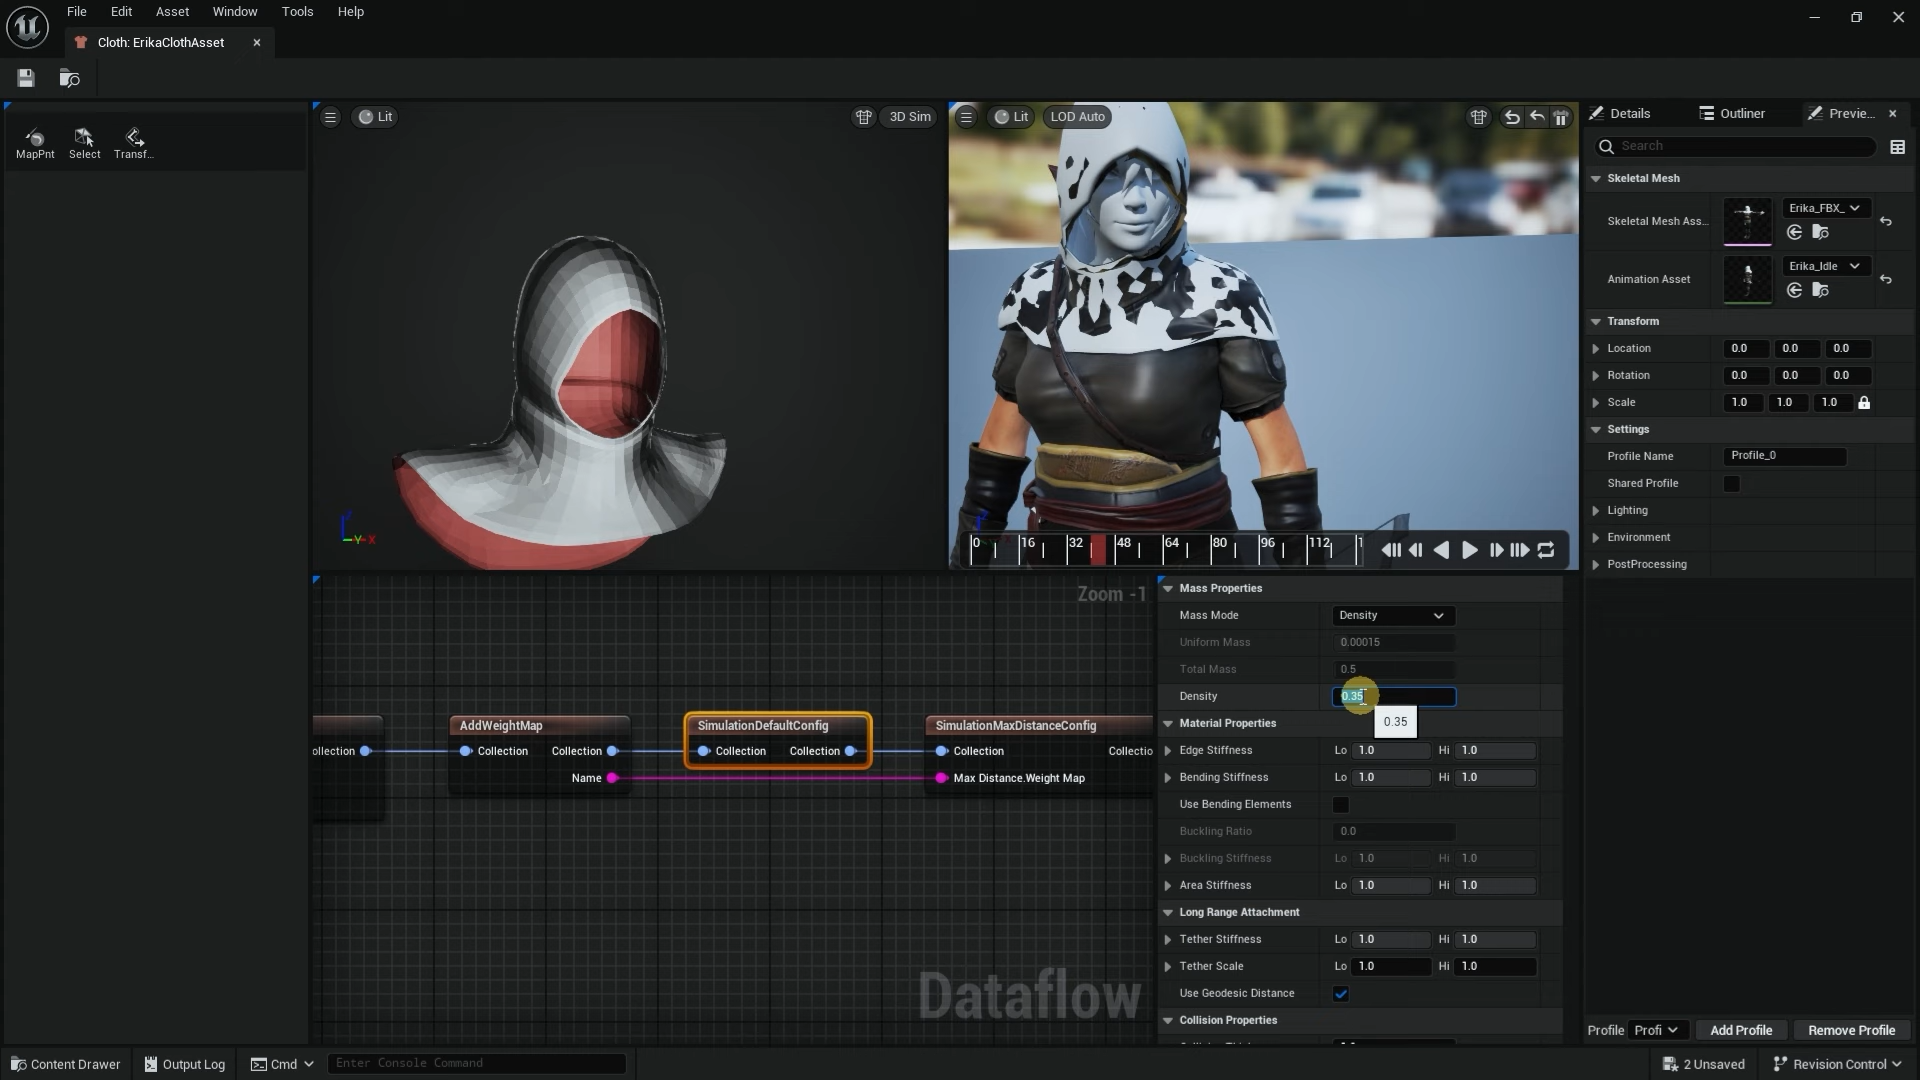 File Edit Asset Window Tools Help
Cloth: ErikaClothAsset
MapPnt Select Transf...
Lit 3D Sim
Lit LOD Auto
0 16 32 48 64 80 96 112
Details Outliner Previe...
Search
Skeletal Mesh
Skeletal Mesh Ass... Erika_FBX_
Animation Asset Erika_Idle
Transform
Location 0.0 0.0 0.0
Rotation 0.0 0.0 0.0
Scale 1.0 1.0 1.0
Settings
Profile Name Profile_0
Shared Profile
Lighting
Environment
PostProcessing
Zoom -1
ollection
AddWeightMap
Collection Collection
Name
SimulationDefaultConfig
Collection Collection
SimulationMaxDistanceConfig
Collection Collectio
Max Distance.Weight Map
Dataflow
Mass Properties
Mass Mode Density
Uniform Mass 0.00015
Total Mass 0.5
Density 0.35
0.35
Material Properties
Edge Stiffness Lo 1.0 Hi 1.0
Bending Stiffness Lo 1.0 Hi 1.0
Use Bending Elements
Buckling Ratio 0.0
Buckling Stiffness Lo 1.0 Hi 1.0
Area Stiffness Lo 1.0 Hi 1.0
Long Range Attachment
Tether Stiffness Lo 1.0 Hi 1.0
Tether Scale Lo 1.0 Hi 1.0
Use Geodesic Distance
Collision Properties
Profile Profi Add Profile Remove Profile
Content Drawer Output Log Cmd Enter Console Command 2 Unsaved Revision Control